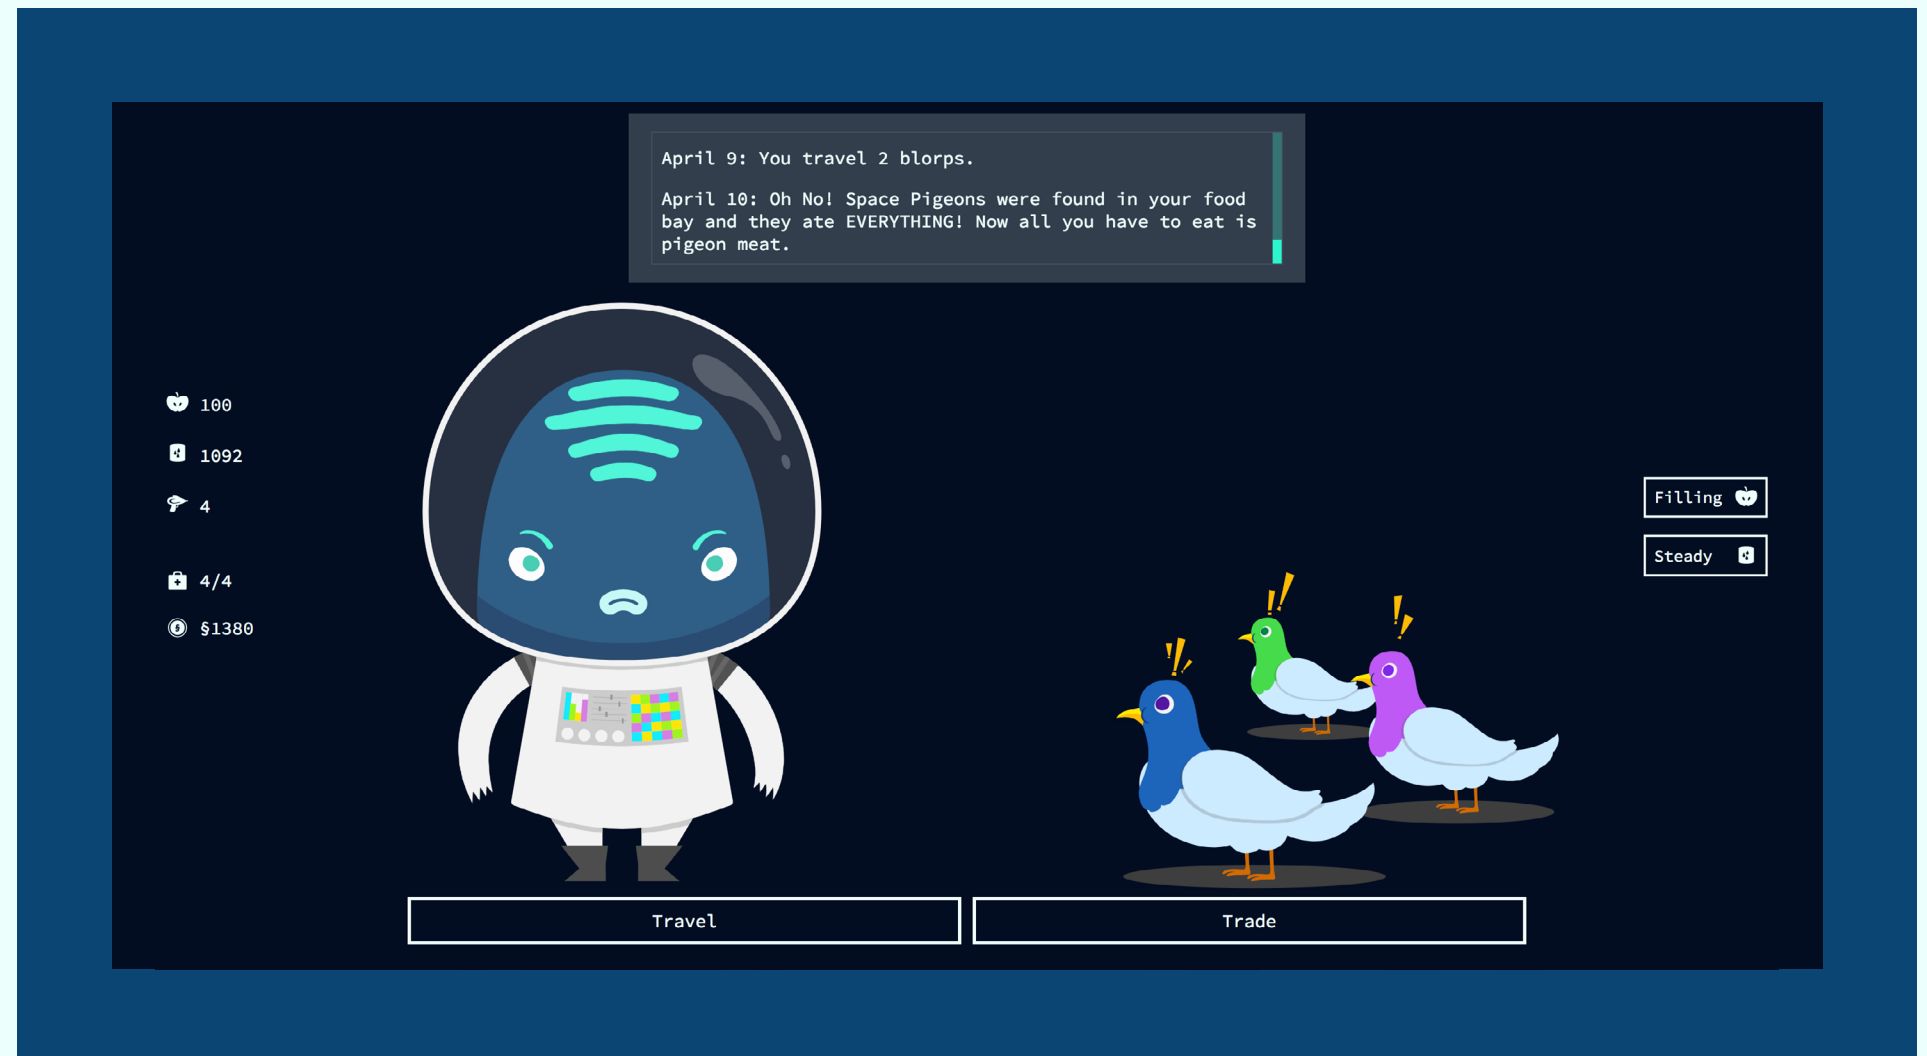 April 9: You travel 2 blorps.
April 10: Oh No! Space Pigeons were found in your food
bay and they ate EVERYTHING! Now all you have to eat is
pigeon meat.
100
1092
4
4/4
§1380
Filling
Steady
Travel
Trade